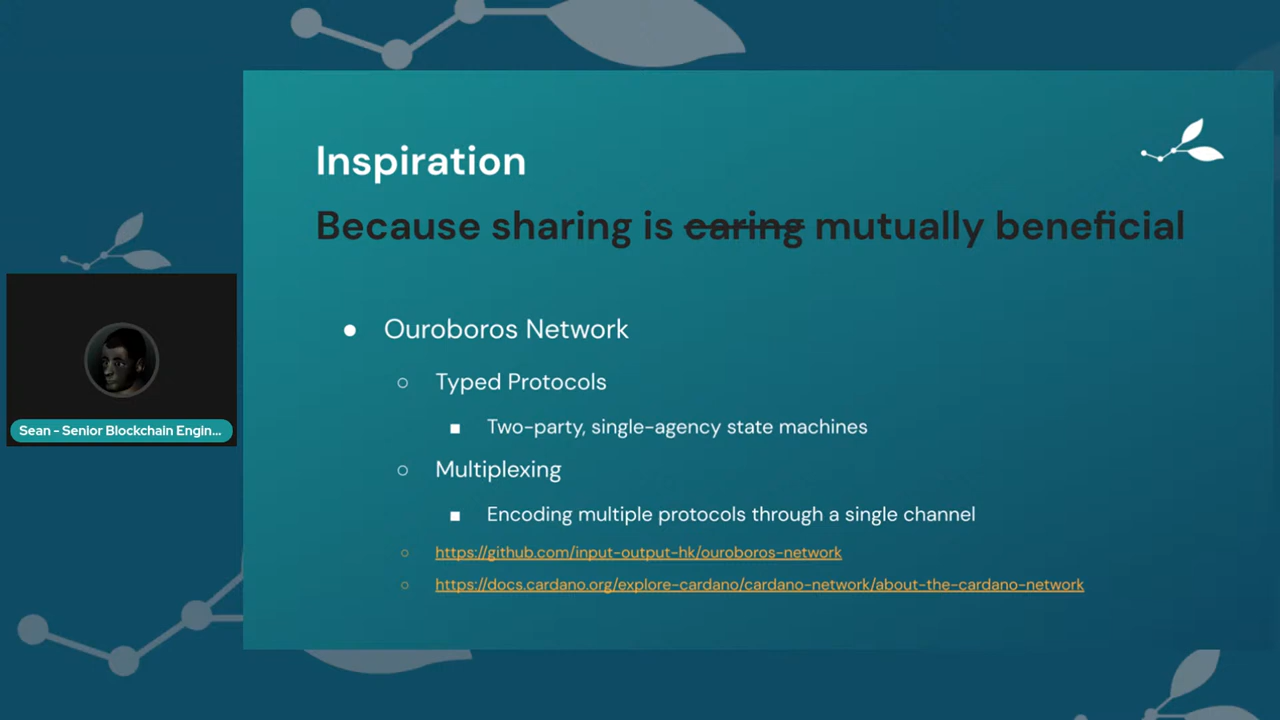 Inspiration
Because sharing is caring mutually beneficial
Ouroboros Network
Typed Protocols
Two-party, single-agency state machines
Multiplexing
Encoding multiple protocols through a single channel
https://github.com/input-output-hk/ouroboros-network
https://docs.cardano.org/explore-cardano/cardano-network/about-the-cardano-network
Sean - Senior Blockchain Engin...